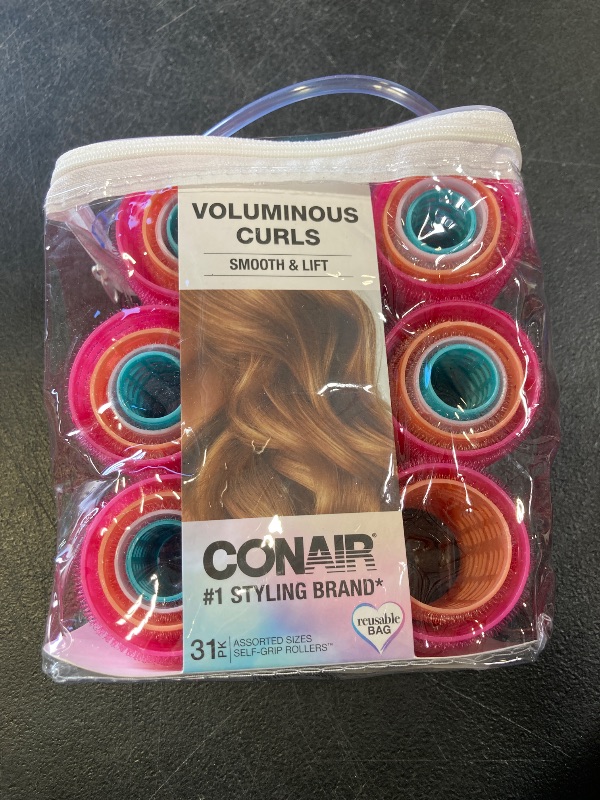 VOLUMINOUS
CURLS
SMOOTH & LIFT
CONAIR®
#1 STYLING BRAND*
reusable
BAG
31 PK
ASSORTED SIZES
SELF-GRIP ROLLERS™